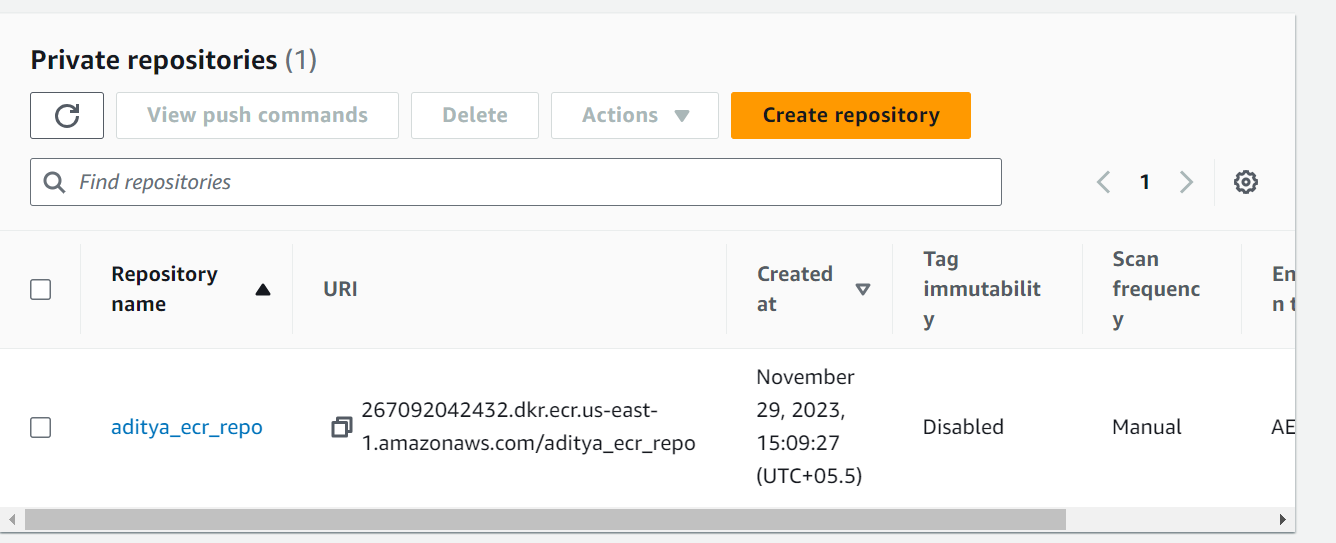 Private repositories (1)
View push commands
Delete
Actions
Create repository
Find repositories
1
Repository
name
URI
Created
at
Tag
immutabilit
y
Scan
frequenc
y
En
n t
aditya_ecr_repo
267092042432.dkr.ecr.us-east-
1.amazonaws.com/aditya_ecr_repo
November
29, 2023,
15:09:27
(UTC+05.5)
Disabled
Manual
AE